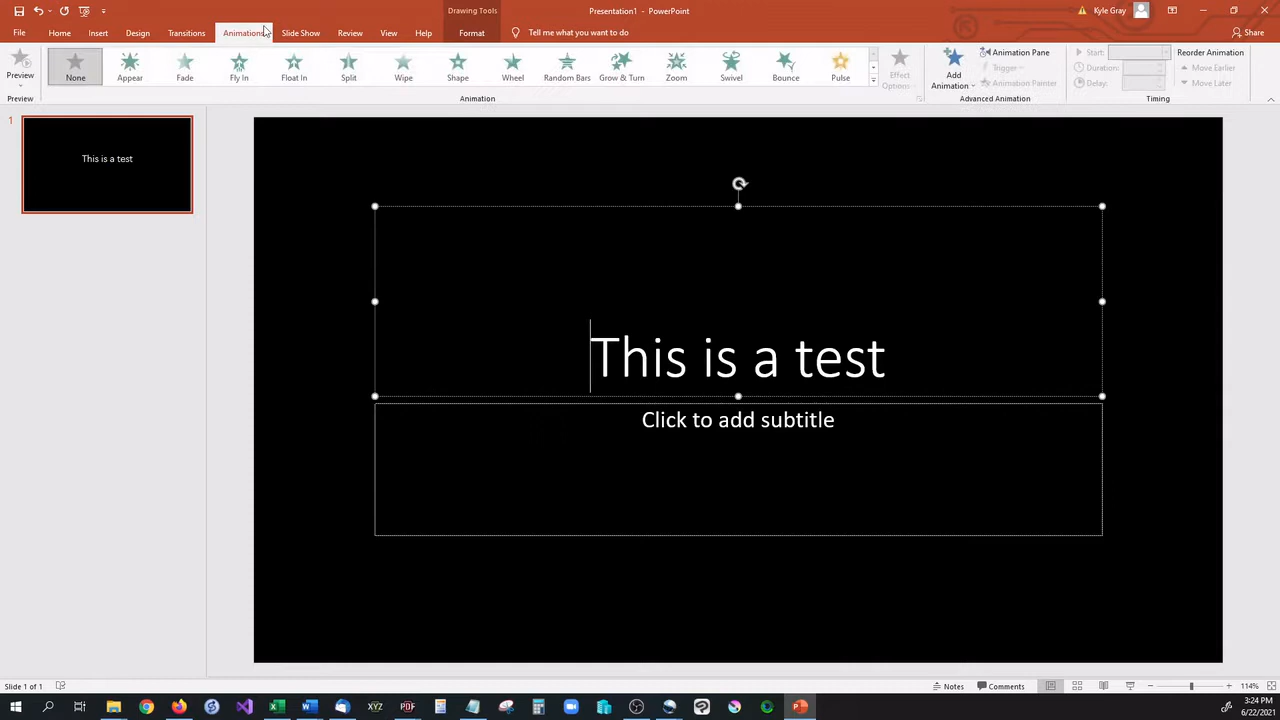 Drawing Tools
Presentation1 - PowerPoint
Kyle Gray
File
Home
Insert
Design
Transitions
Animations
Slide Show
Review
View
Help
Format
Tell me what you want to do
Share
Preview
None
Appear
Fade
Fly In
Float In
Split
Wipe
Shape
Wheel
Random Bars
Grow & Turn
Zoom
Swivel
Bounce
Pulse
Effect
Options
Add
Animation
Animation Pane
Trigger
Animation Painter
Start:
Duration:
Delay:
Reorder Animation
Move Earlier
Move Later
Preview
Animation
Advanced Animation
Timing
1
This is a test
This is a test
Click to add subtitle
Slide 1 of 1
Notes
Comments
114%
XYZ
PDF
3:24 PM
6/22/2021